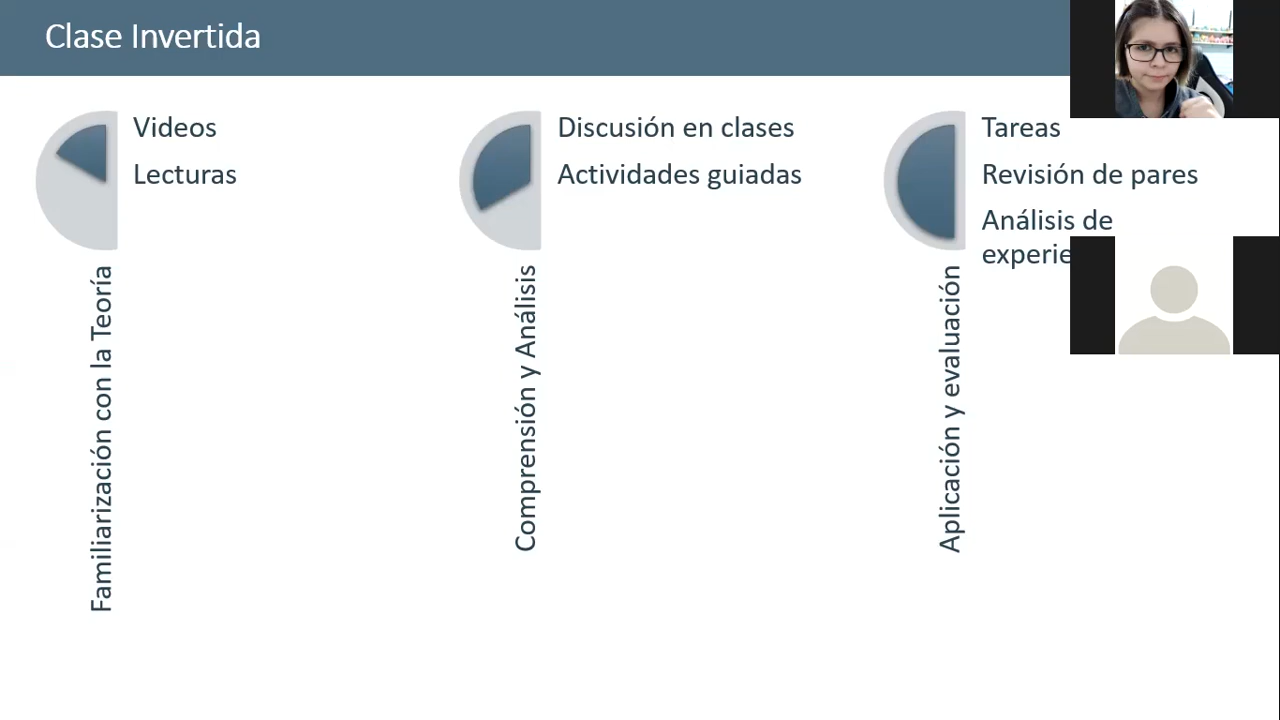 Clase Invertida
Videos
Lecturas
Familiarización con la Teoría
Discusión en clases
Actividades guiadas
Comprensión y Análisis
Tareas
Revisión de pares
Análisis de
Aplicación y evaluación